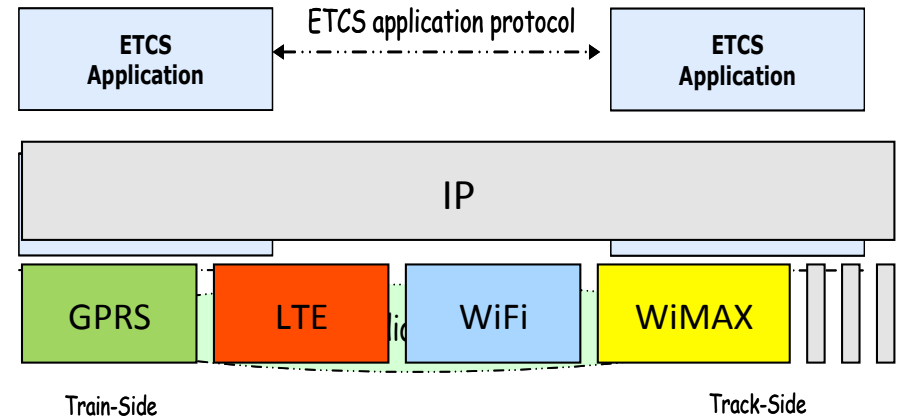 ETCS application protocol
ETCS
Application
ETCS
Application
IP
GPRS
LTE
WiFi
WiMAX
Train-Side
Track-Side